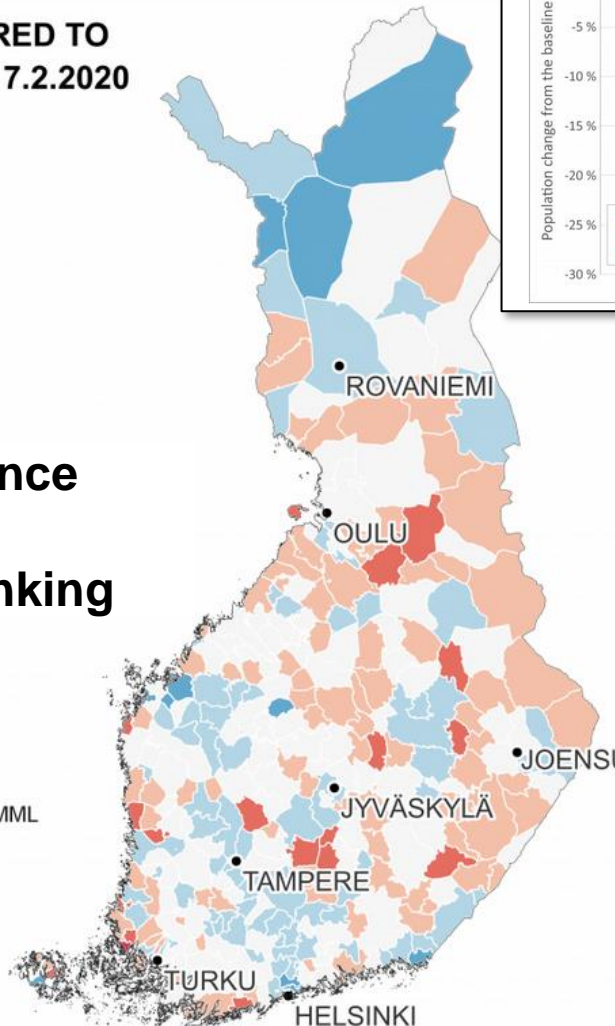 RED TO
7.2.2020
Population change from the baseline
-5 %
-10 %
-15 %
-20 %
-25 %
-30 %
ROVANIEMI
nce
OULU
nking
JOENSU
MML
JYVÄSKYLÄ
TAMPERE
TURKU
HELSINKI